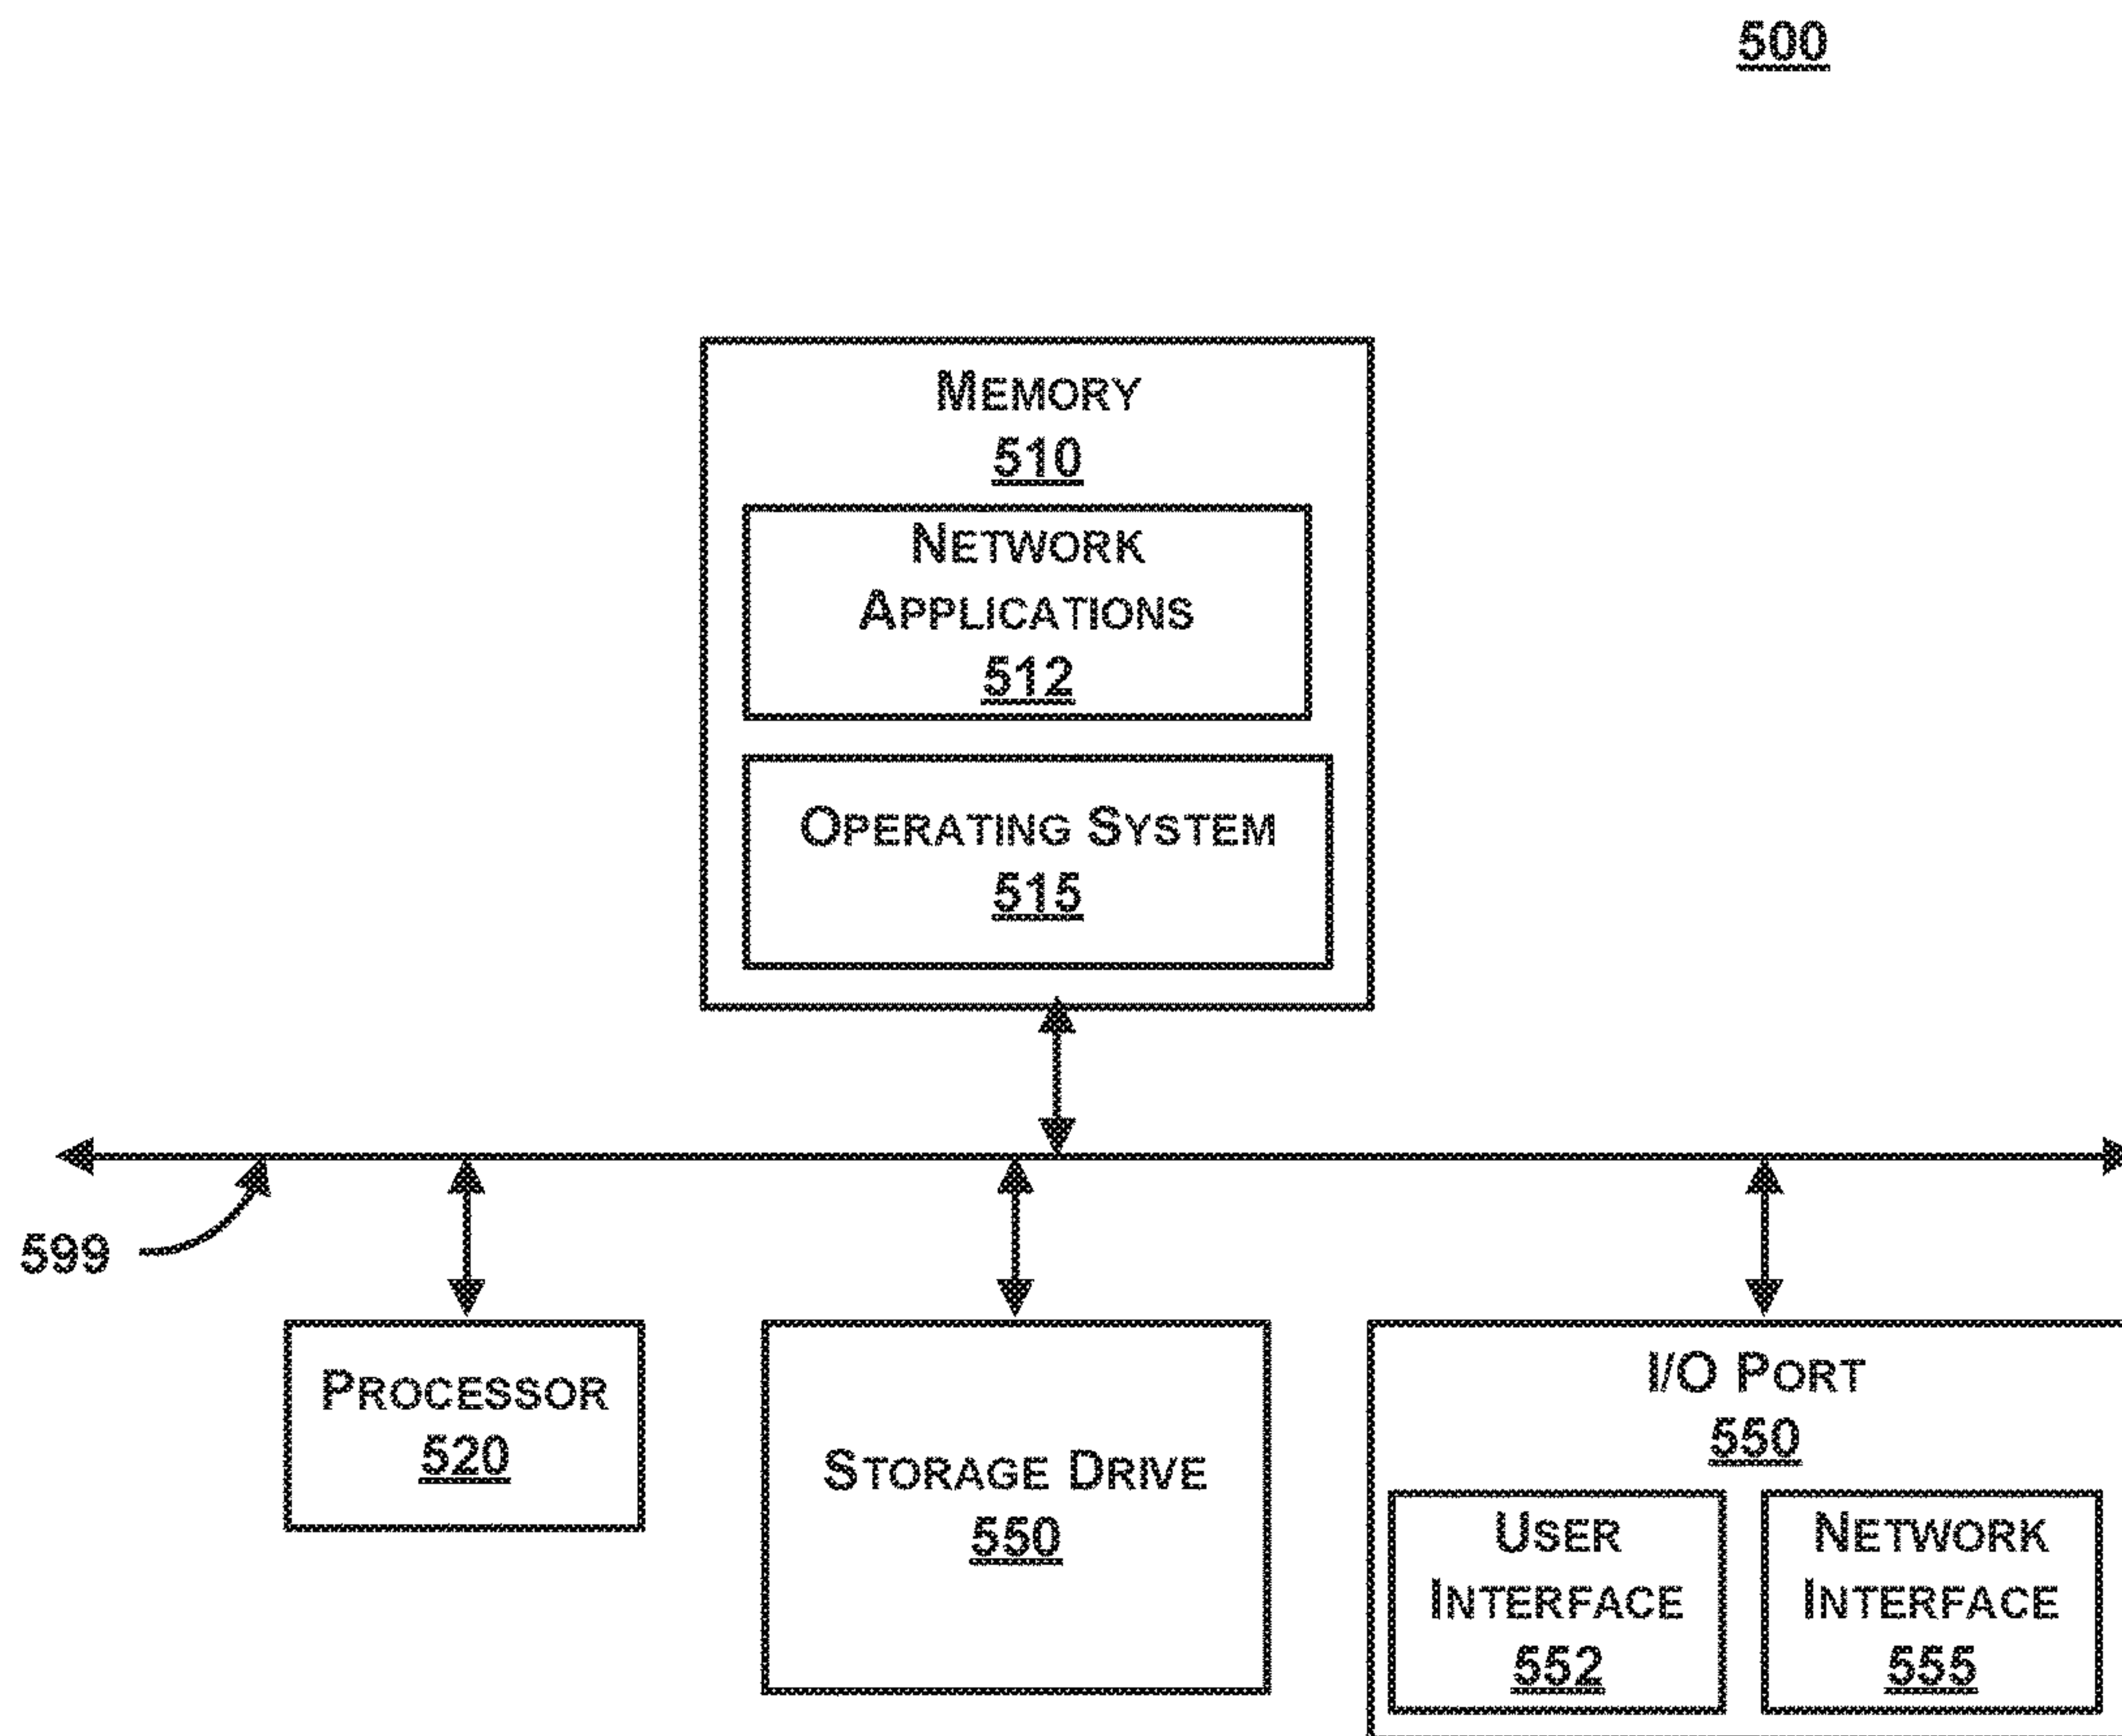 500
MEMORY
510
NETWORK
APPLICATIONS
512
OPERATING SYSTEM
515
599
PROCESSOR
520
STORAGE DRIVE
550
I/O PORT
550
USER
INTERFACE
552
NETWORK
INTERFACE
555